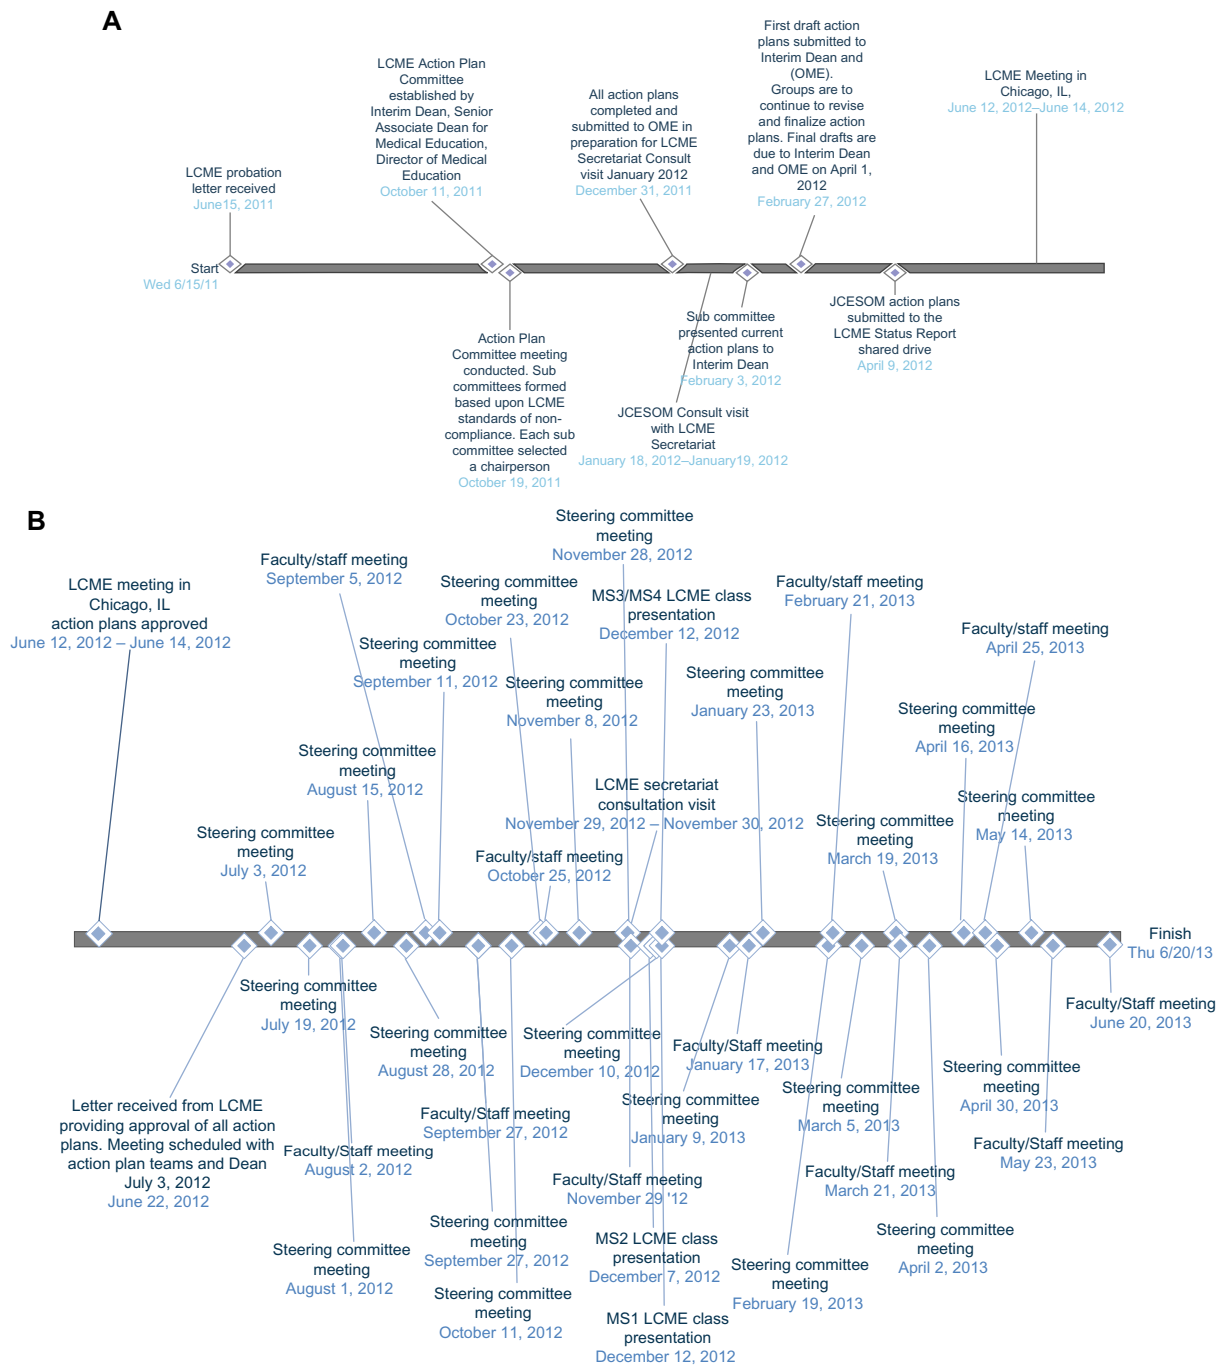 A
LCME probation
letter received
June15, 2011
LCME Action Plan
Committee
established by
Interim Dean, Senior
Associate Dean for
Medical Education,
Director of Medical
Education
October 11, 2011
All action plans
completed and
submitted to OME in
preparation for LCME
Secretariat Consult
visit January 2012
December 31, 2011
First draft action
plans submitted to
Interim Dean and
(OME).
Groups are to
continue to revise
and finalize action
plans. Final drafts are
due to Interim Dean
and OME on April 1,
2012
February 27, 2012
LCME Meeting in
Chicago, IL,
June 12, 2012–June 14, 2012
Start
Wed 6/15/11
Action Plan
Committee meeting
conducted. Sub
committees formed
based upon LCME
standards of non-
compliance. Each sub
committee selected
a chairperson
October 19, 2011
JCESOM Consult visit
with LCME
Secretariat
January 18, 2012–January19, 2012
Sub committee
presented current
action plans to
Interim Dean
February 3, 2012
JCESOM action plans
submitted to the
LCME Status Report
shared drive
April 9, 2012
B
LCME meeting in
Chicago, IL
action plans approved
June 12, 2012 – June 14, 2012
Steering committee
meeting
July 3, 2012
Faculty/staff meeting
September 5, 2012
Steering committee
meeting
August 15, 2012
Steering committee
meeting
September 11, 2012
Steering committee
meeting
October 23, 2012
Faculty/staff meeting
October 25, 2012
Steering committee
meeting
November 8, 2012
Steering committee
meeting
November 28, 2012
LCME secretariat
consultation visit
November 29, 2012 – November 30, 2012
MS3/MS4 LCME class
presentation
December 12, 2012
Steering committee
meeting
January 23, 2013
Faculty/staff meeting
February 21, 2013
Steering committee
meeting
March 19, 2013
Steering committee
meeting
April 16, 2013
Faculty/staff meeting
April 25, 2013
Steering committee
meeting
May 14, 2013
Finish
Thu 6/20/13
Letter received from LCME
providing approval of all action
plans. Meeting scheduled with
action plan teams and Dean
July 3, 2012
June 22, 2012
Steering committee
meeting
July 19, 2012
Steering committee
meeting
August 1, 2012
Faculty/Staff meeting
August 2, 2012
Steering committee
meeting
August 28, 2012
Faculty/Staff meeting
September 27, 2012
Steering committee
meeting
September 27, 2012
Steering committee
meeting
October 11, 2012
Steering committee
meeting
December 10, 2012
Faculty/Staff meeting
November 29 '12
MS2 LCME class
presentation
December 7, 2012
MS1 LCME class
presentation
December 12, 2012
Steering committee
meeting
January 9, 2013
Faculty/Staff meeting
January 17, 2013
Steering committee
meeting
February 19, 2013
Steering committee
meeting
March 5, 2013
Faculty/Staff meeting
March 21, 2013
Steering committee
meeting
April 2, 2013
Steering committee
meeting
April 30, 2013
Faculty/Staff meeting
May 23, 2013
Faculty/Staff meeting
June 20, 2013